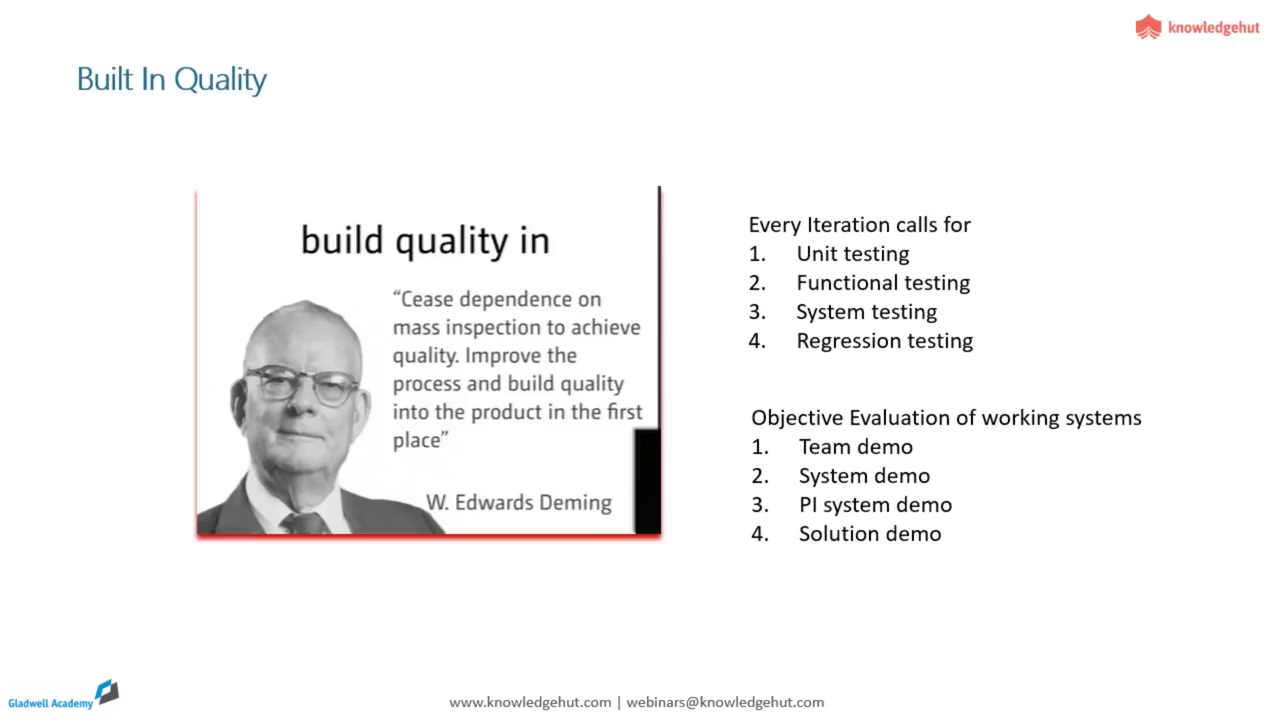 knowledgehut
Built In Quality
build quality in
“Cease dependence on
mass inspection to achieve
quality. Improve the
process and build quality
into the product in the first
place”
W. Edwards Deming
Every Iteration calls for
1. Unit testing
2. Functional testing
3. System testing
4. Regression testing
Objective Evaluation of working systems
1. Team demo
2. System demo
3. PI system demo
4. Solution demo
Gladwell Academy
www.knowledgehut.com | webinars@knowledgehut.com